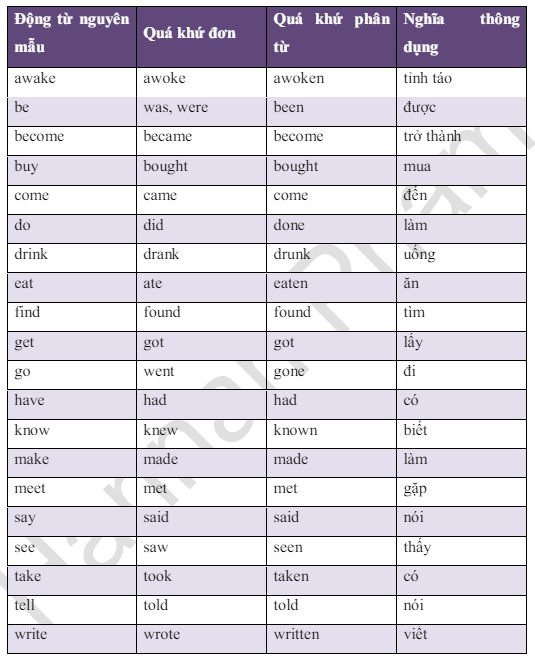 Động từ nguyên mẫu Quá khứ đơn Quá khứ phân từ Nghĩa thông dụng
awake awoke awoken tỉnh táo
be was, were been được
become became become trở thành
buy bought bought mua
come came come đến
do did done làm
drink drank drunk uống
eat ate eaten ăn
find found found tìm
get got got lấy
go went gone đi
have had had có
know knew known biết
make made made làm
meet met met gặp
say said said nói
see saw seen thấy
take took taken có
tell told told nói
write wrote written viêt
Hannah Pham